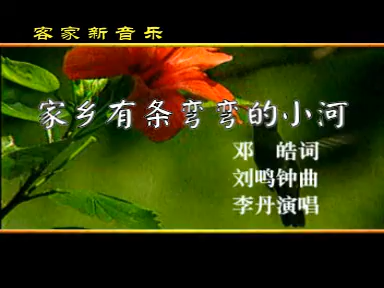 客家新音乐
家乡有条弯弯的小河
邓　皓词
刘鸣钟曲
李丹演唱